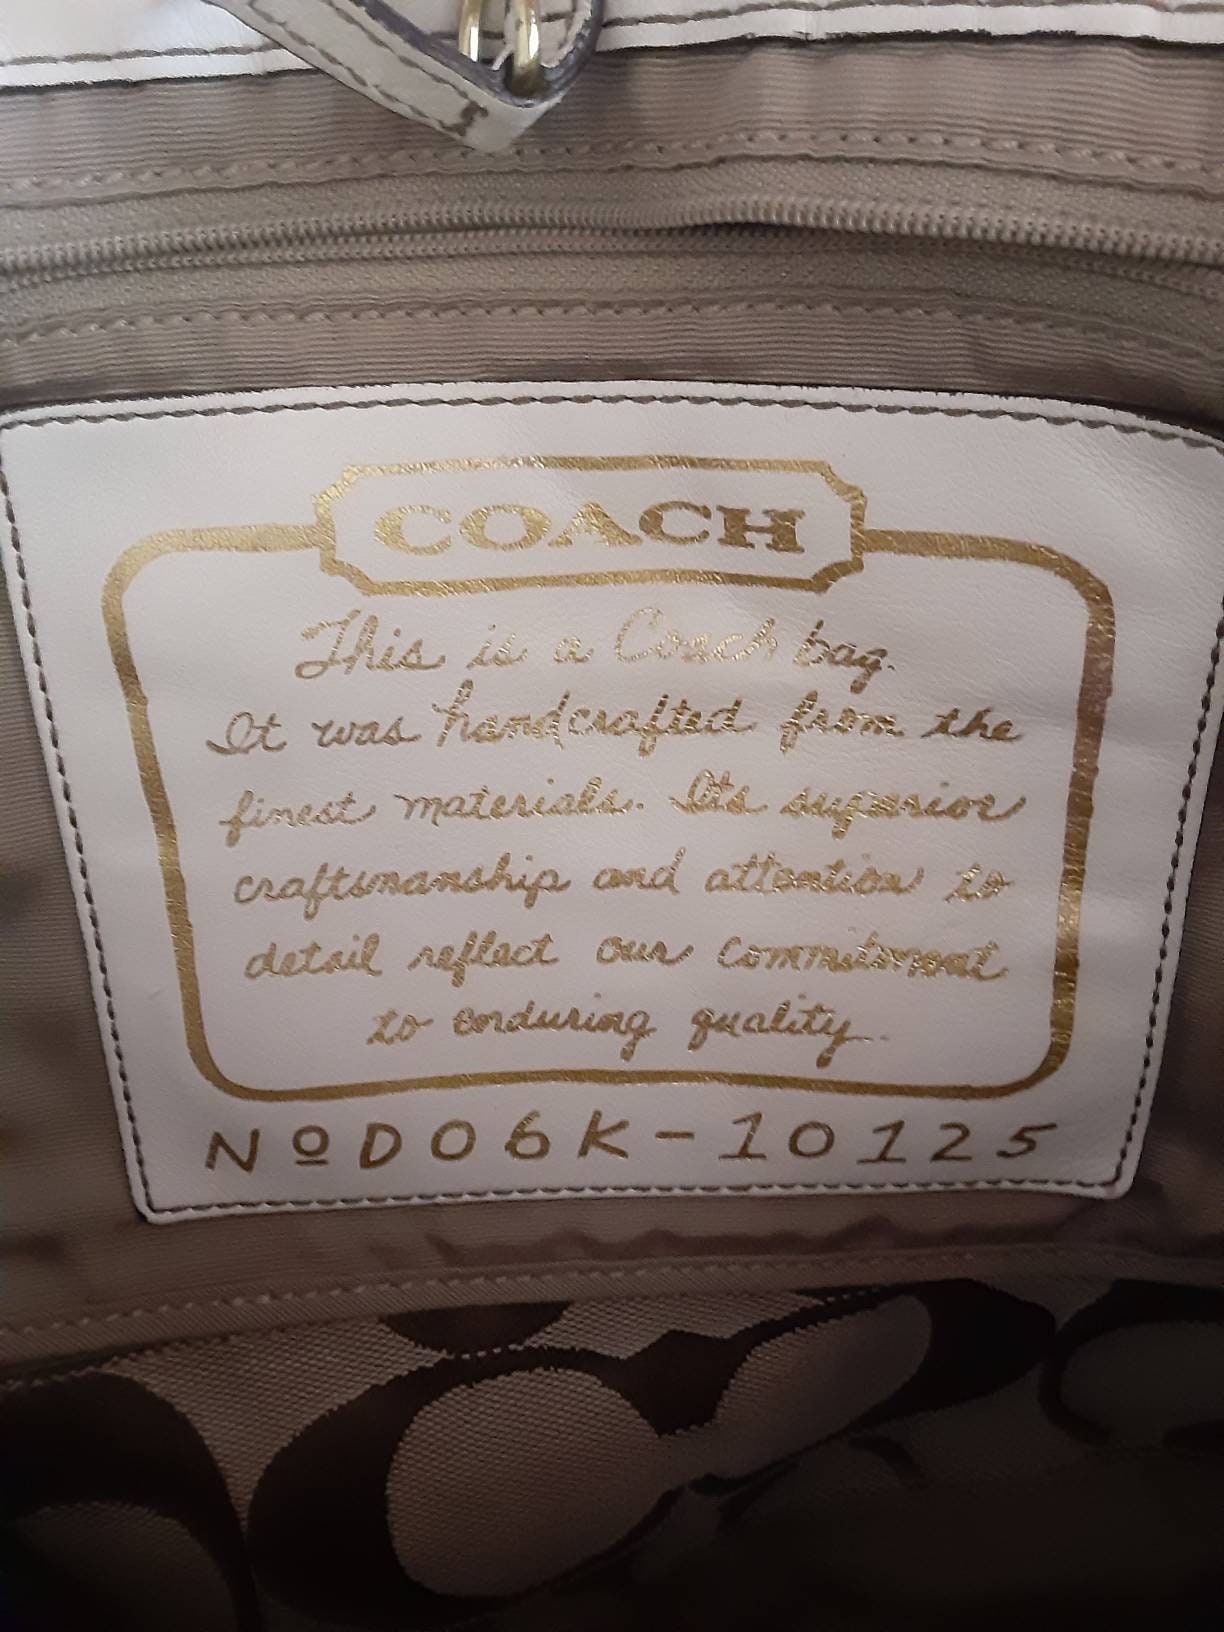 COACH
This is a Coach bag.
It was handcrafted from the
finest materials. Its superior
craftsmanship and attention to
detail reflect our commitment
to enduring quality.
Nº D06K-10125